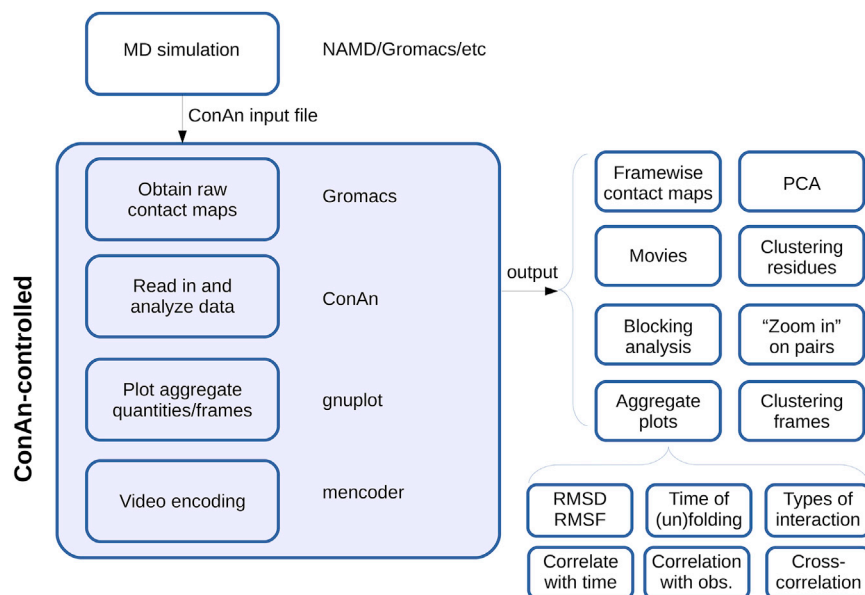 MD simulation
NAMD/Gromacs/etc
ConAn input file
ConAn-controlled
Obtain raw
contact maps
Gromacs
Read in and
analyze data
ConAn
Plot aggregate
quantities/frames
gnuplot
Video encoding
mencoder
output
Framewise
contact maps
PCA
Movies
Clustering
residues
Blocking
analysis
“Zoom in”
on pairs
Aggregate
plots
Clustering
frames
RMSD
RMSF
Time of
(un)folding
Types of
interaction
Correlate
with time
Correlation
with obs.
Cross-
correlation